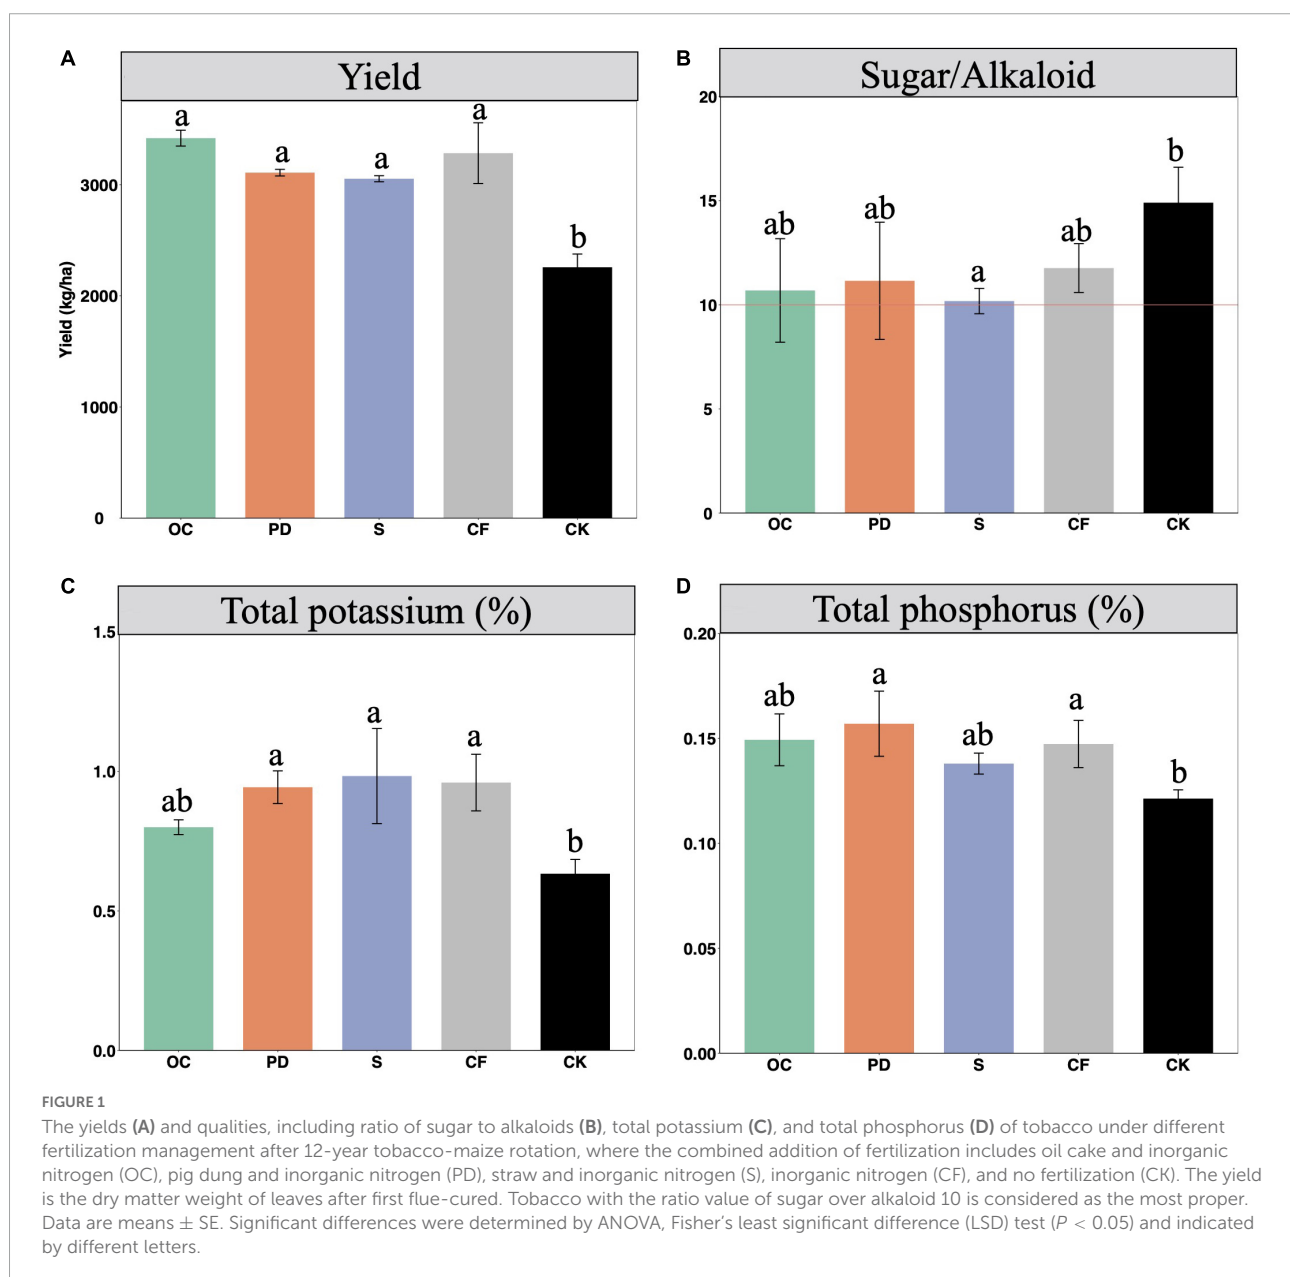 A
Yield
a
a
a
a
b
Yield (kg/ha)
3000
2000
1000
0
OC PD S CF CK
B
Sugar/Alkaloid
20
15
10
5
0
ab
ab
a
ab
b
OC PD S CF CK
C
Total potassium (%)
1.5
1.0
0.5
0.0
ab
a
a
a
b
OC PD S CF CK
D
Total phosphorus (%)
0.20
0.15
0.10
0.05
0.00
ab
a
ab
a
b
OC PD S CF CK
FIGURE 1
The yields (A) and qualities, including ratio of sugar to alkaloids (B), total potassium (C), and total phosphorus (D) of tobacco under different
fertilization management after 12-year tobacco-maize rotation, where the combined addition of fertilization includes oil cake and inorganic
nitrogen (OC), pig dung and inorganic nitrogen (PD), straw and inorganic nitrogen (S), inorganic nitrogen (CF), and no fertilization (CK). The yield
is the dry matter weight of leaves after first flue-cured. Tobacco with the ratio value of sugar over alkaloid 10 is considered as the most proper.
Data are means ± SE. Significant differences were determined by ANOVA, Fisher's least significant difference (LSD) test (P < 0.05) and indicated
by different letters.